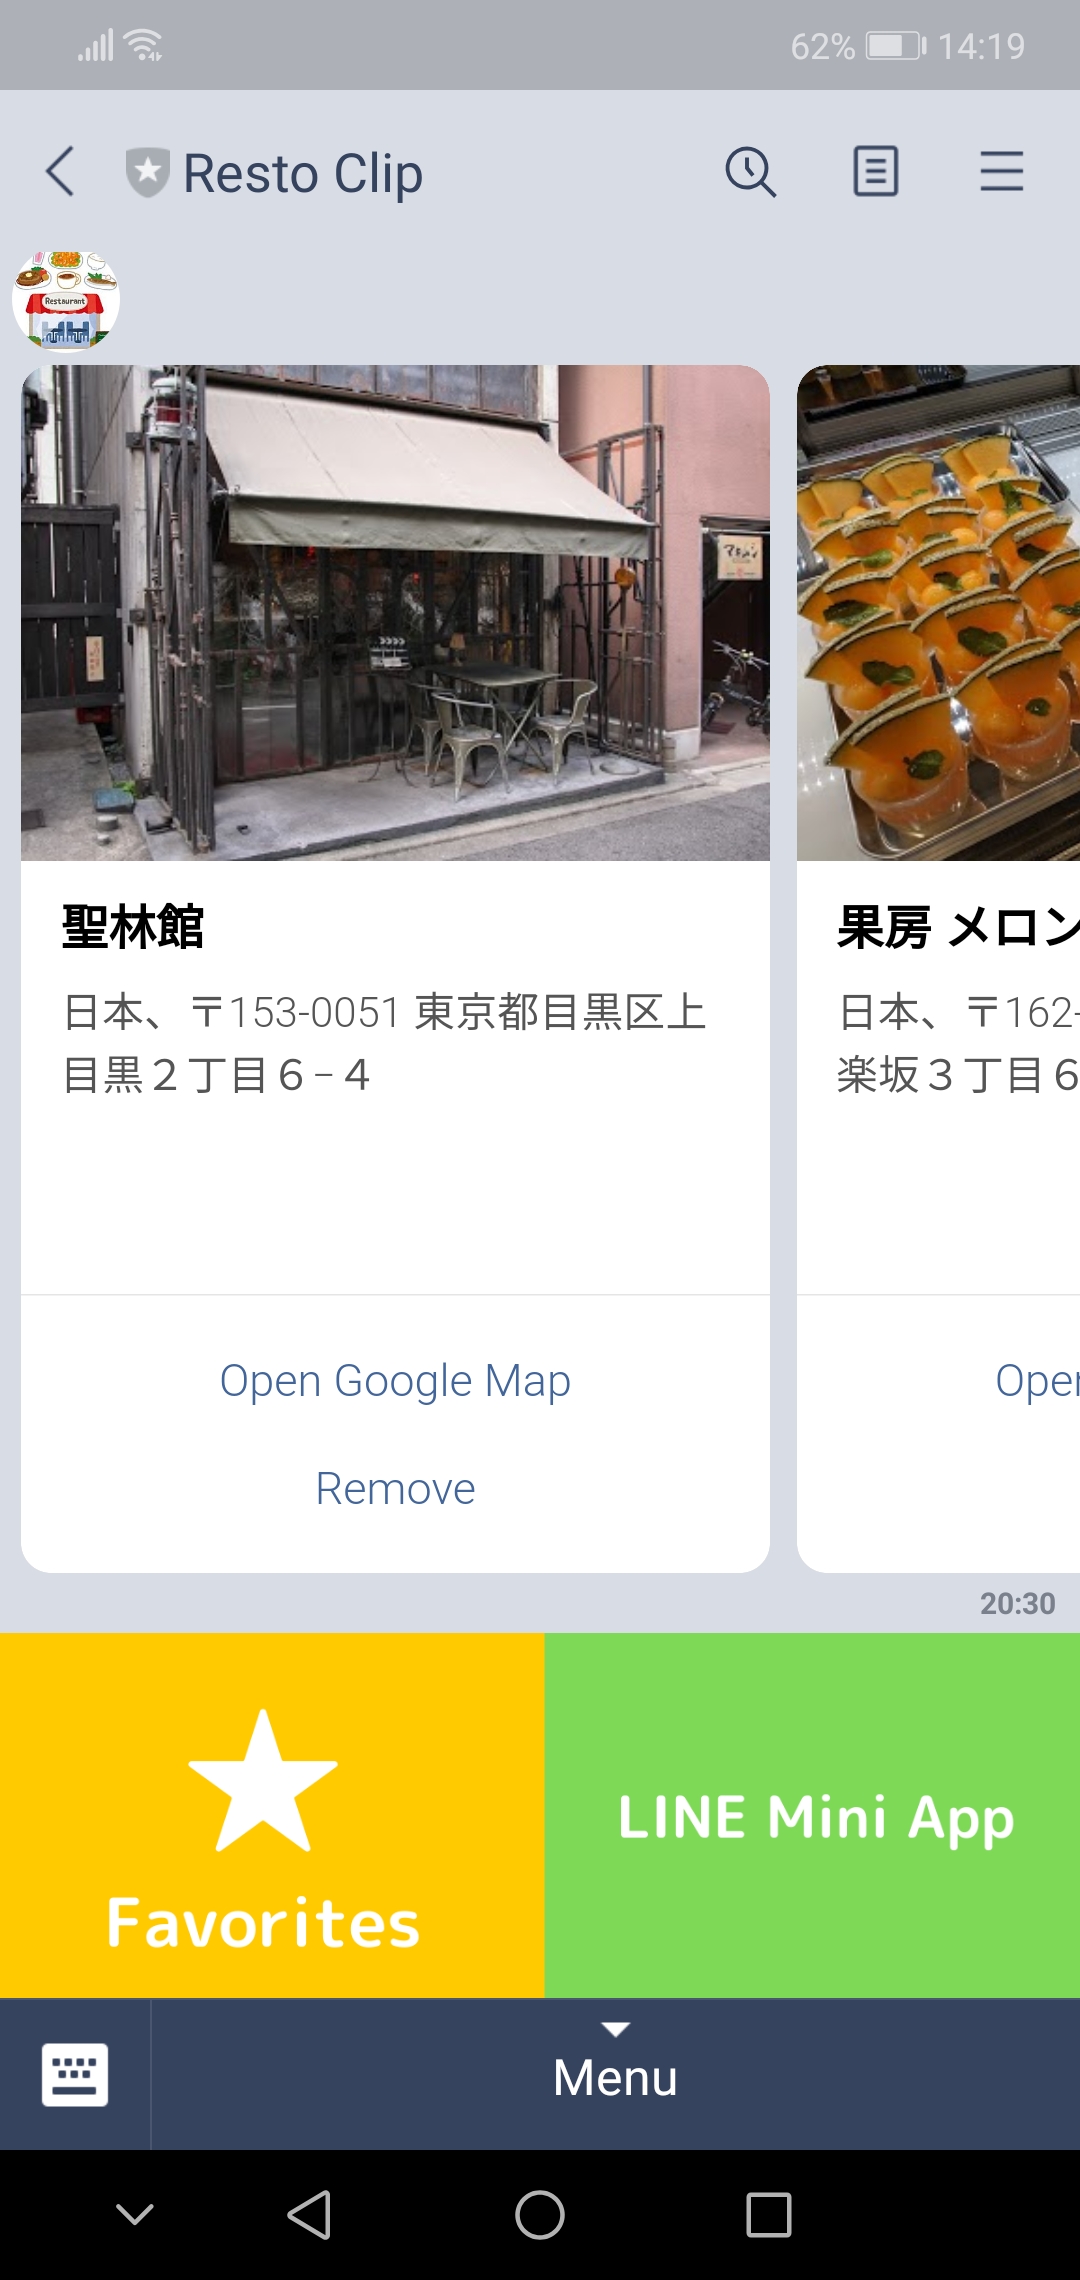 62% 14:19
Resto Clip
Restaurant
聖林館
日本、〒153-0051 東京都目黒区上
目黒２丁目６−４
Open Google Map
Remove
果房 メロン
日本、〒162-
楽坂３丁目６
Open
20:30
Favorites
LINE Mini App
Menu